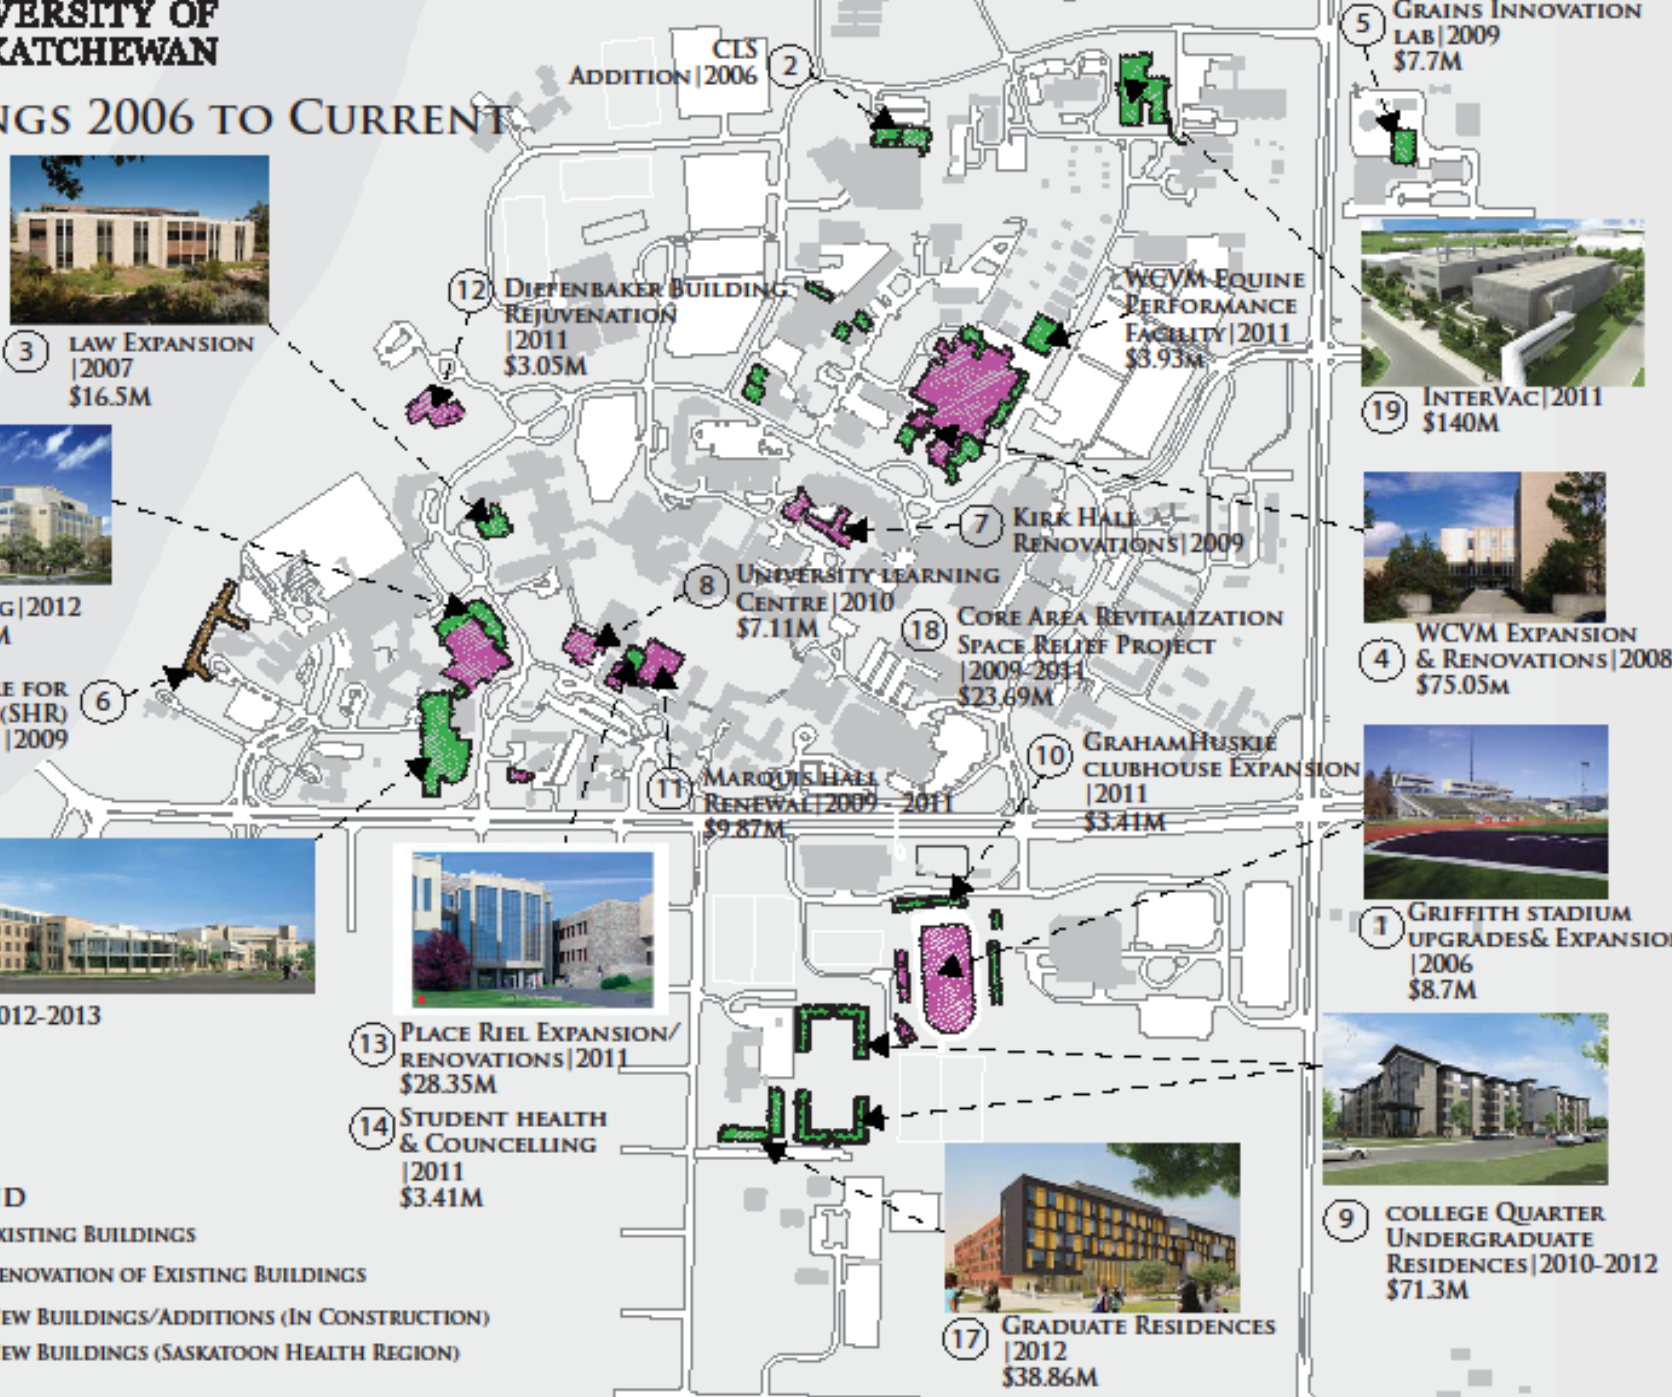 VERSITY OF
KATCHEWAN
NGS 2006 TO CURRENT
CLS
ADDITION|2006
2
5
GRAINS INNOVATION
LAB|2009
$7.7M
3
LAW EXPANSION
|2007
$16.5M
12
DIEFENBAKER BUILDING
REJUVENATION
|2011
$3.05M
WCVM EQUINE
PERFORMANCE
FACILITY|2011
$3.93M
19
INTERVAC|2011
$140M
7
KIRK HALL
RENOVATIONS|2009
8
UNIVERSITY LEARNING
CENTRE|2010
$7.11M
18
CORE AREA REVITALIZATION
SPACE RELIEF PROJECT
|2009-2011
$23.69M
4
WCVM EXPANSION
& RENOVATIONS|2008
$75.05M
G|2012
M
6
RE FOR
(SHR)
|2009
11
MARQUIS HALL
RENEWAL|2009 - 2011
$9.87M
10
GRAHAMHUSKIE
CLUBHOUSE EXPANSION
|2011
$3.41M
1
GRIFFITH STADIUM
UPGRADES& EXPANSION
|2006
$8.7M
012-2013
13
PLACE RIEL EXPANSION/
RENOVATIONS|2011
$28.35M
14
STUDENT HEALTH
& COUNCELLING
|2011
$3.41M
9
COLLEGE QUARTER
UNDERGRADUATE
RESIDENCES|2010-2012
$71.3M
17
GRADUATE RESIDENCES
|2012
$38.86M
ND
XISTING BUILDINGS
ENOVATION OF EXISTING BUILDINGS
EW BUILDINGS/ADDITIONS (IN CONSTRUCTION)
EW BUILDINGS (SASKATOON HEALTH REGION)